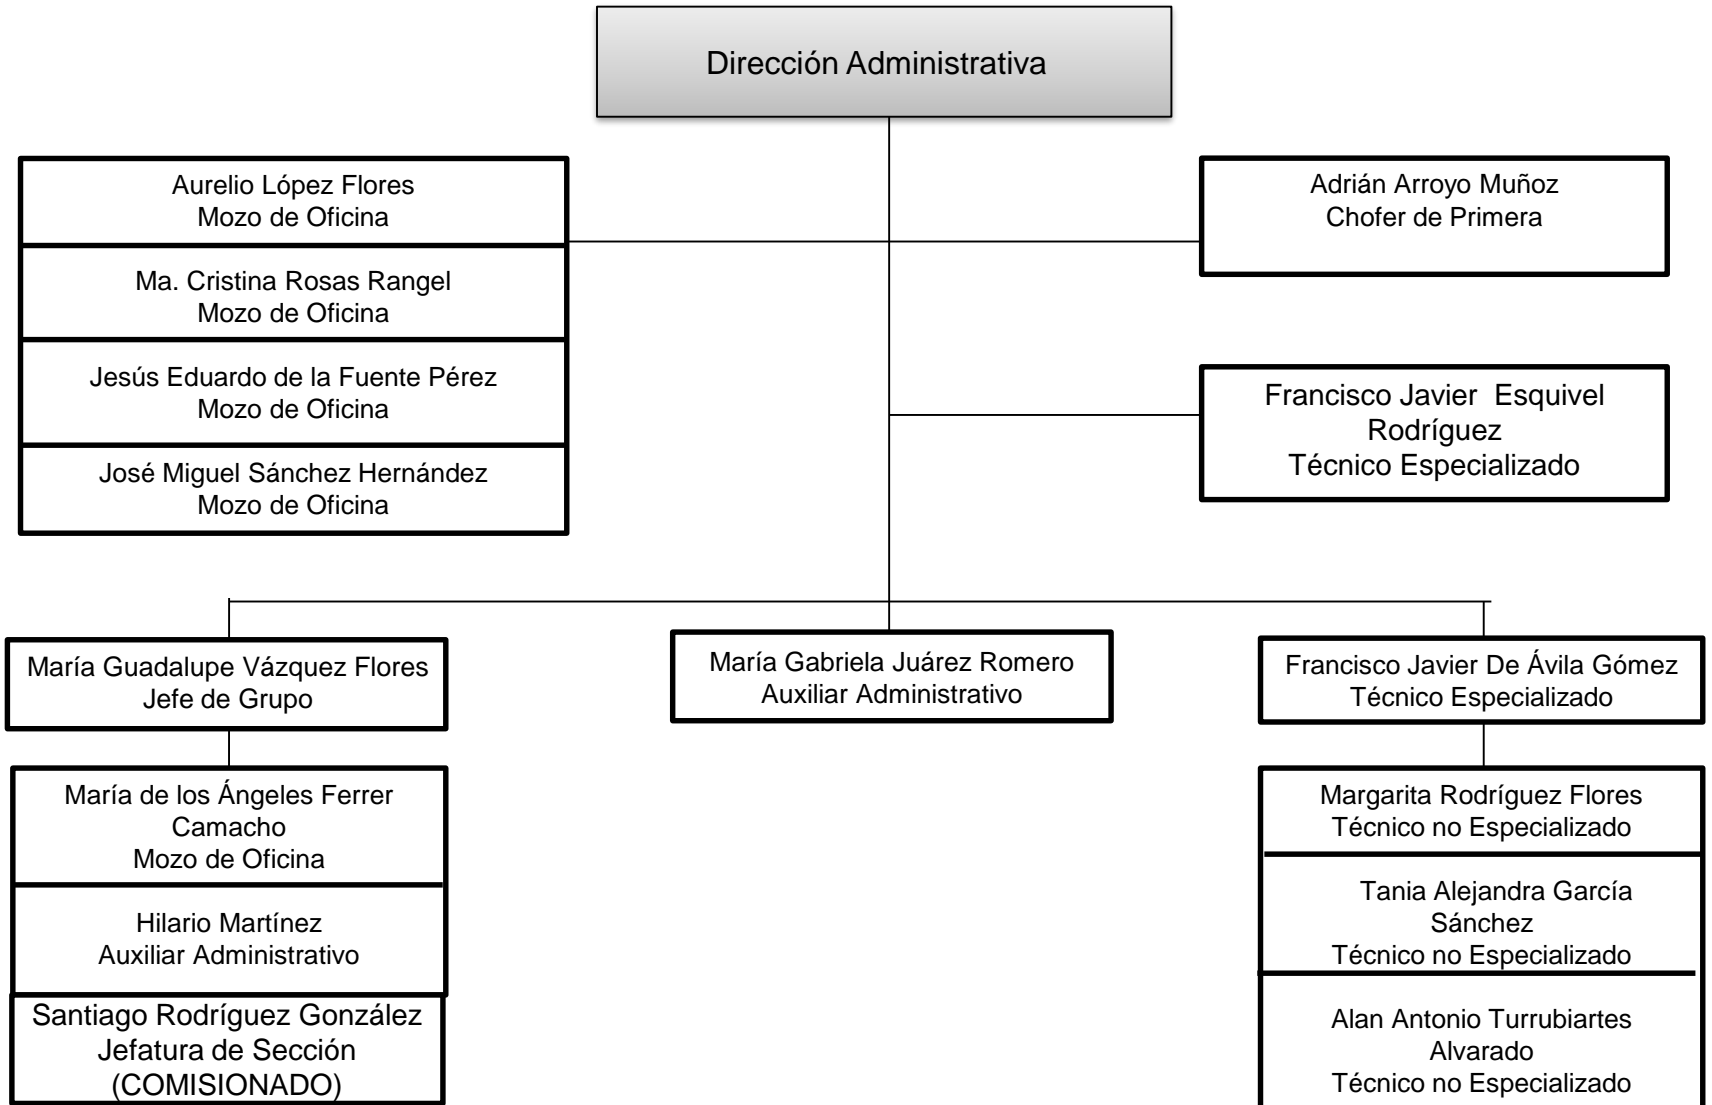 Dirección Administrativa
Aurelio López Flores
Mozo de Oficina
Ma. Cristina Rosas Rangel
Mozo de Oficina
Jesús Eduardo de la Fuente Pérez
Mozo de Oficina
José Miguel Sánchez Hernández
Mozo de Oficina
Adrián Arroyo Muñoz
Chofer de Primera
Francisco Javier  Esquivel
Rodríguez
Técnico Especializado
María Guadalupe Vázquez Flores
Jefe de Grupo
María Gabriela Juárez Romero
Auxiliar Administrativo
Francisco Javier De Ávila Gómez
Técnico Especializado
María de los Ángeles Ferrer
Camacho
Mozo de Oficina
Hilario Martínez
Auxiliar Administrativo
Santiago Rodríguez González
Jefatura de Sección
(COMISIONADO)
Margarita Rodríguez Flores
Técnico no Especializado
Tania Alejandra García
Sánchez
Técnico no Especializado
Alan Antonio Turrubiartes
Alvarado
Técnico no Especializado